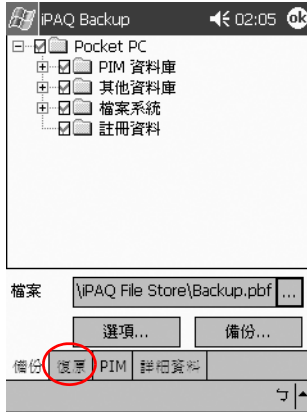 iPAQ Backup 02:05 ok
Pocket PC
PIM 資料庫
其他資料庫
檔案系統
註冊資料
檔案 \iPAQ File Store\Backup.pbf ...
選項... 備份...
備份 復原 PIM 詳細資料
ㄅ